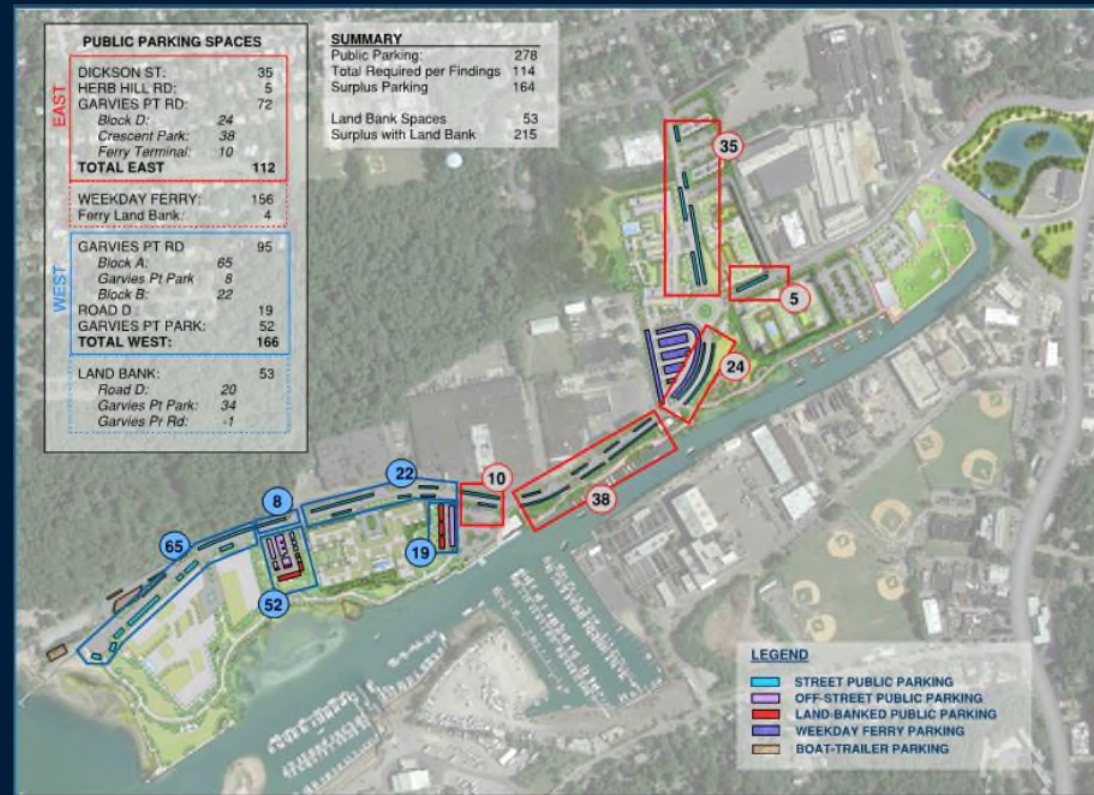 PUBLIC PARKING SPACES
EAST
DICKSON ST: 35
HERB HILL RD: 5
GARVIES PT RD: 72
Block D: 24
Crescent Park: 38
Ferry Terminal: 10
TOTAL EAST 112
WEEKDAY FERRY: 156
Ferry Land Bank: 4
WEST
GARVIES PT RD 95
Block A: 65
Garvies Pt Park 8
Block B: 22
ROAD D 19
GARVIES PT PARK: 52
TOTAL WEST: 166
LAND BANK: 53
Road D: 20
Garvies Pt Park: 34
Garvies Pr Rd: -1
SUMMARY
Public Parking: 278
Total Required per Findings 114
Surplus Parking 164
Land Bank Spaces 53
Surplus with Land Bank 215
35
5
24
38
10
22
8
65
19
52
LEGEND
STREET PUBLIC PARKING
OFF-STREET PUBLIC PARKING
LAND-BANKED PUBLIC PARKING
WEEKDAY FERRY PARKING
BOAT-TRAILER PARKING